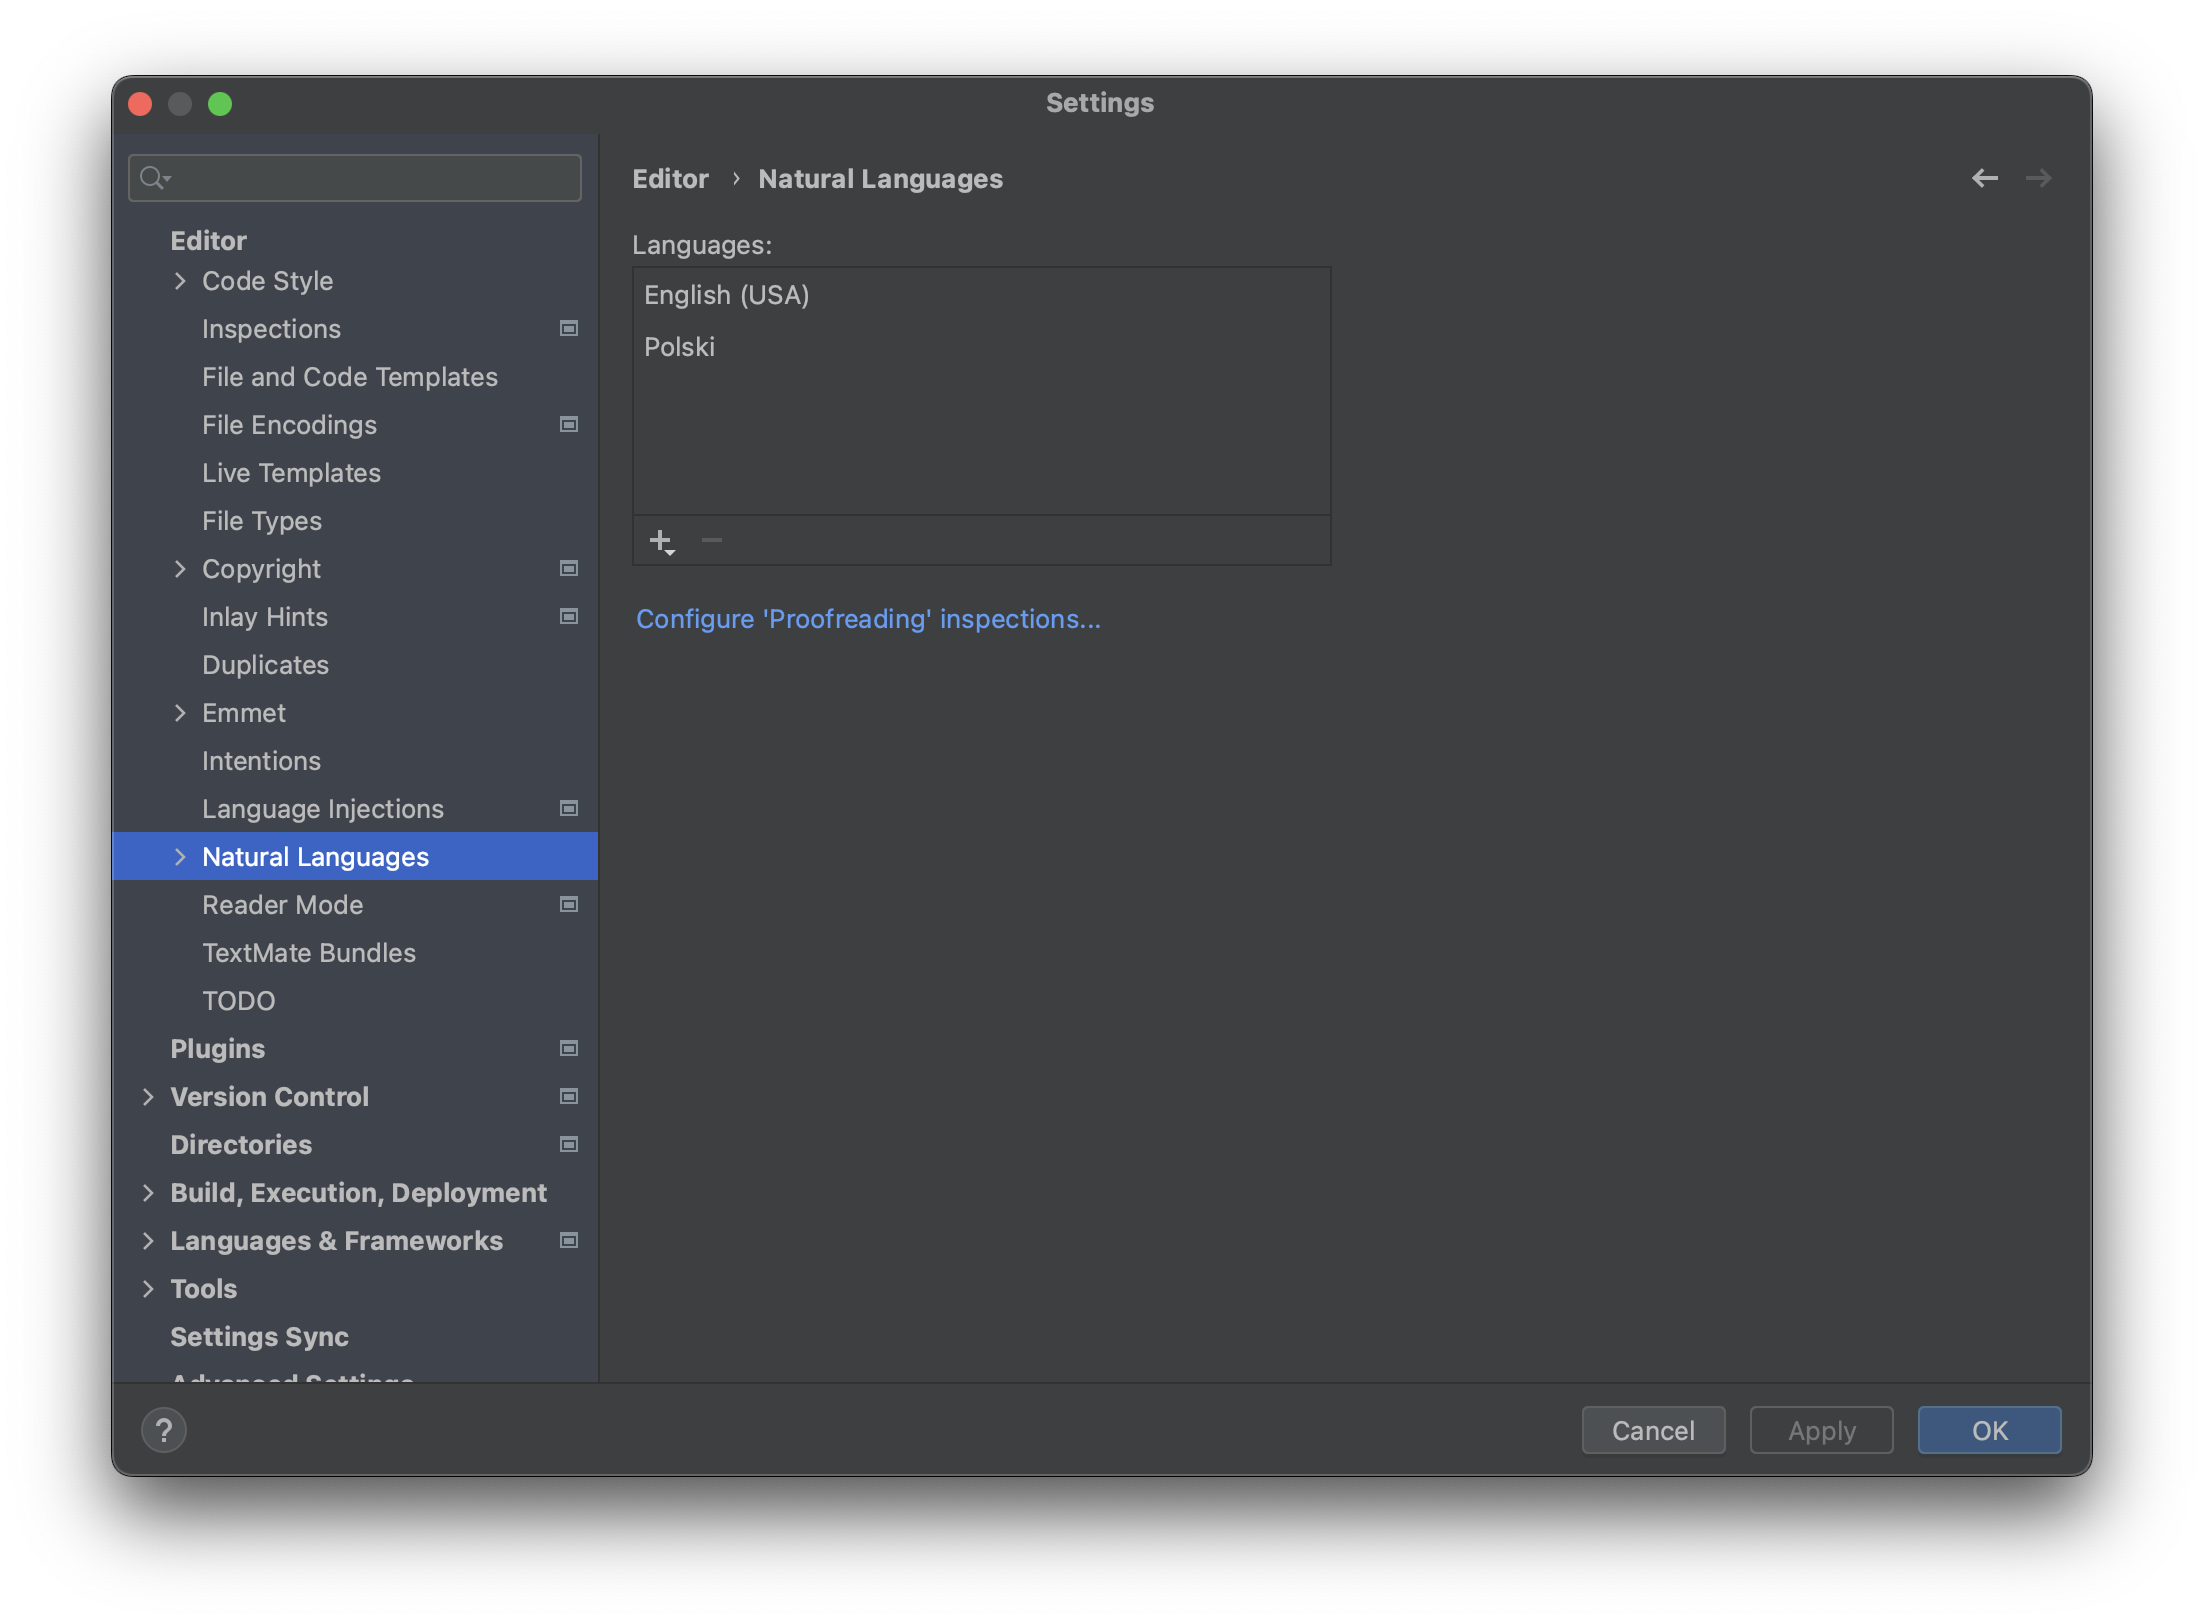 Settings
Editor
Code Style
Inspections
File and Code Templates
File Encodings
Live Templates
File Types
Copyright
Inlay Hints
Duplicates
Emmet
Intentions
Language Injections
Natural Languages
Reader Mode
TextMate Bundles
TODO
Plugins
Version Control
Directories
Build, Execution, Deployment
Languages & Frameworks
Tools
Settings Sync
Advanced Settings
Editor › Natural Languages
Languages:
English (USA)
Polski
Configure 'Proofreading' inspections...
?
Cancel
Apply
OK